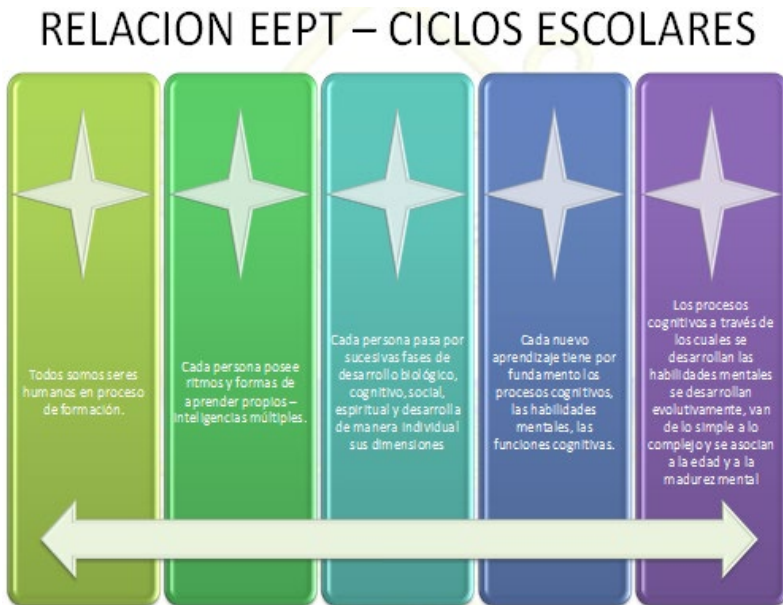 RELACION EEPT – CICLOS ESCOLARES
Todos somos seres
humanos en proceso
de formación.
Cada persona posee
ritmos y formas de
aprender propios –
inteligencias múltiples.
Cada persona pasa por
sucesivas fases de
desarrollo biológico,
cognitivo, social,
espiritual y desarrolla
de manera individual
sus dimensiones
Cada nuevo
aprendizaje tiene por
fundamento los
procesos cognitivos,
las habilidades
mentales, las
funciones cognitivas.
Los procesos
cognitivos a través de
los cuales se
desarrollan las
habilidades mentales
se desarrollan
evolutivamente, van
de lo simple a lo
complejo y se asocian
a la edad y a la
madurez mental